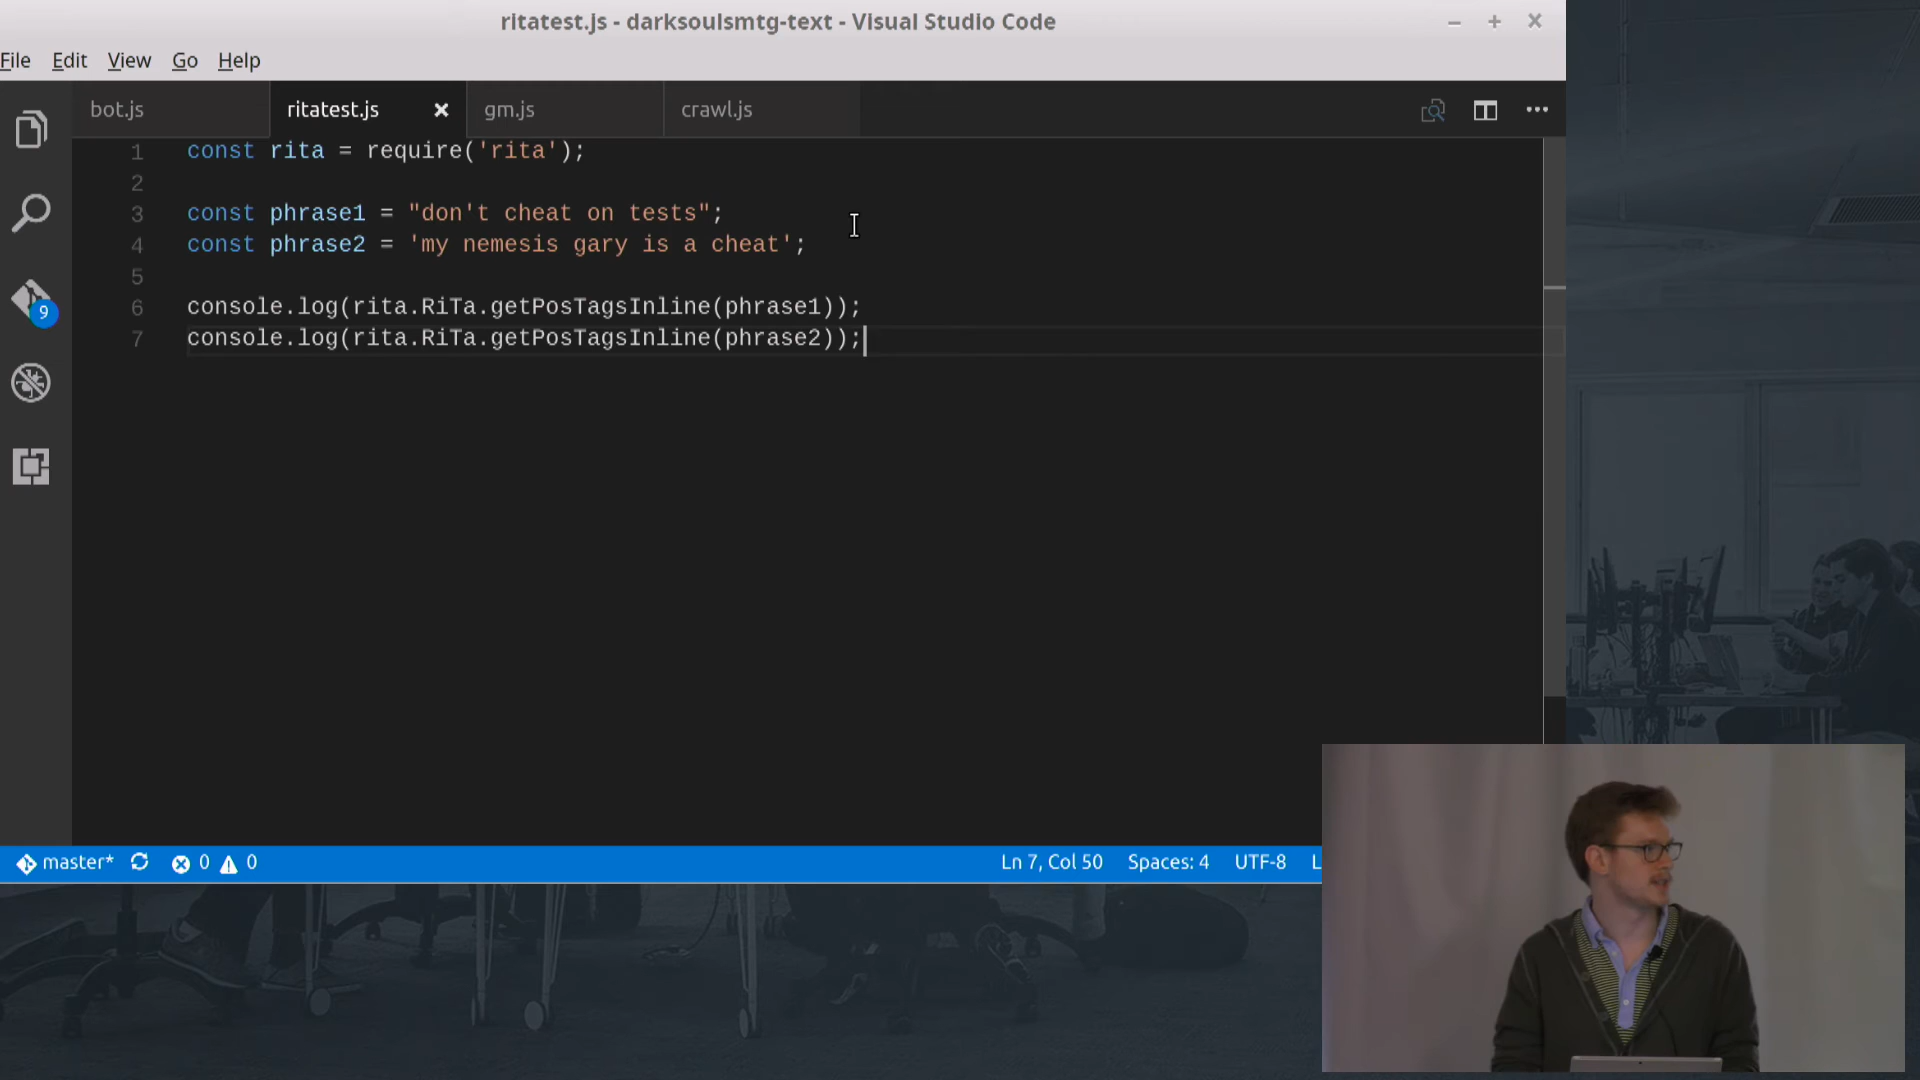 ritatest.js - darksoulsmtg-text - Visual Studio Code
File Edit View Go Help
bot.js ritatest.js gm.js crawl.js
1 const rita = require('rita');
2
3 const phrase1 = "don't cheat on tests";
4 const phrase2 = 'my nemesis gary is a cheat';
5
6 console.log(rita.RiTa.getPosTagsInline(phrase1));
7 console.log(rita.RiTa.getPosTagsInline(phrase2));
9
master* 0 0 Ln 7, Col 50 Spaces: 4 UTF-8 L